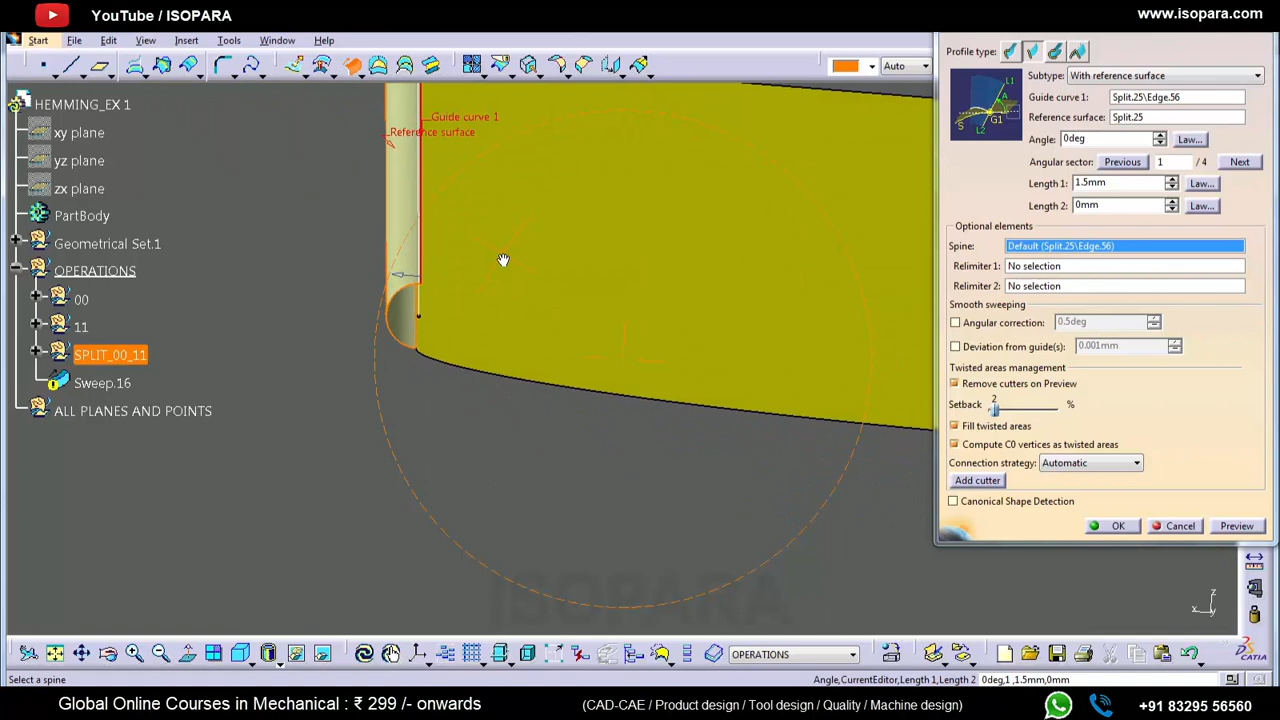 YouTube / ISOPARA
www.isopara.com
Start File Edit View Insert Tools Window Help
Auto
HEMMING_EX 1
xy plane
yz plane
zx plane
PartBody
Geometrical Set.1
OPERATIONS
00
11
SPLIT_00_11
Sweep.16
ALL PLANES AND POINTS
Guide curve 1
Reference surface
Profile type:
Subtype: With reference surface
Guide curve 1: Split.25\Edge.56
Reference surface: Split.25
Angle: 0deg Law...
Angular sector: Previous 1 / 4 Next
Length 1: 1.5mm Law...
Length 2: 0mm Law...
L1
A
G1
S
L2
Optional elements
Spine: Default (Split.25\Edge.56)
Relimiter 1: No selection
Relimiter 2: No selection
Smooth sweeping
Angular correction: 0.5deg
Deviation from guide(s): 0.001mm
Twisted areas management
Remove cutters on Preview
Setback 2 %
Fill twisted areas
Compute C0 vertices as twisted areas
Connection strategy: Automatic
Add cutter
Canonical Shape Detection
OK Cancel Preview
ISOPARA
z
x y
OPERATIONS
CATIA
Select a spine
Angle,CurrentEditor,Length 1,Length 2 0deg,1 ,1.5mm,0mm
Global Online Courses in Mechanical : ₹ 299 /- onwards
(CAD-CAE / Product design / Tool design / Quality / Machine design)
+91 83295 56560